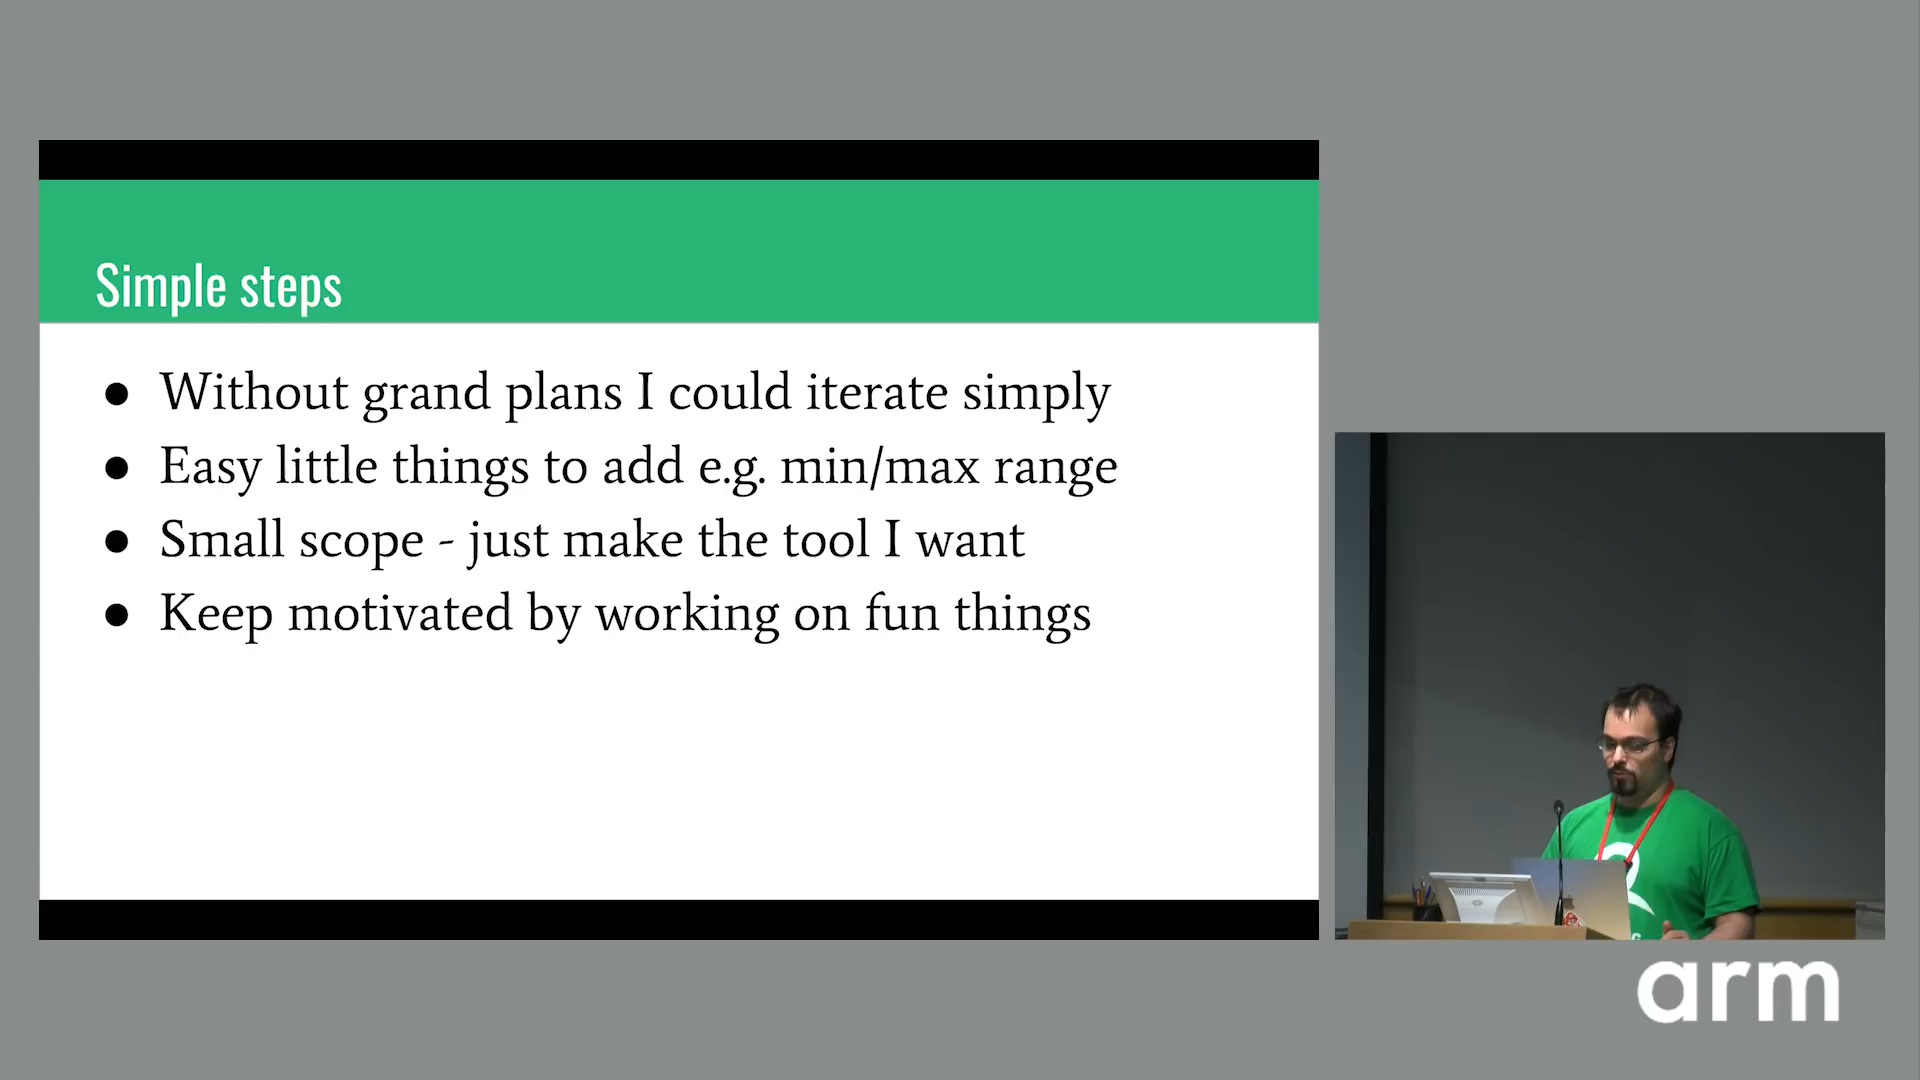 Simple steps
● Without grand plans I could iterate simply
● Easy little things to add e.g. min/max range
● Small scope - just make the tool I want
● Keep motivated by working on fun things
arm